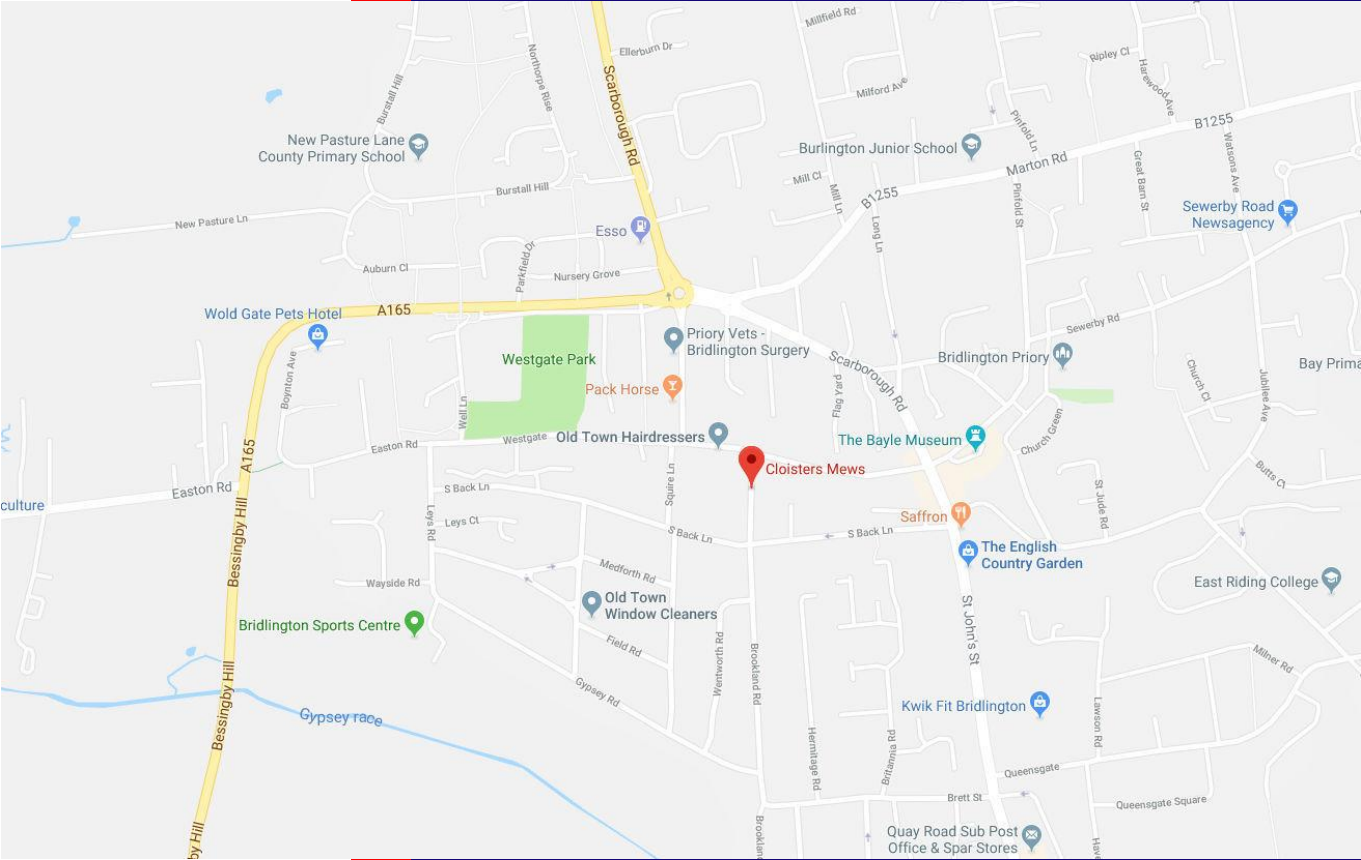 Millfield Rd
Ellerburn Dr
Northorpe Rise
Scarborough Rd
Burstall Hill
Milford Ave
Ripley Cl
Harewood Ave
B1255
Pinfold Ln
New Pasture Lane
County Primary School
Burlington Junior School
Marton Rd
Watsons Ave
Great Barn St
Mill Cl
Mill Ln
B1255
Burstall Hill
Pinfold St
Sewerby Road
Newsagency
New Pasture Ln
Esso
Long Ln
Parkfield Dr
Auburn Cl
Nursery Grove
A165
Wold Gate Pets Hotel
Sewerby Rd
Priory Vets -
Bridlington Surgery
Westgate Park
Scarborough Rd
Bridlington Priory
Bay Prima
Boynton Ave
Pack Horse
Flag Yard
Church Cl
Jubilee Ave
Well Ln
Easton Rd
Westgate
Old Town Hairdressers
The Bayle Museum
Church Green
A165
Cloisters Mews
Butts Cl
Easton Rd
culture
S Back Ln
Squire Ln
St Jude Rd
Leys Rd
Leys Ct
Saffron
S Back Ln
S Back Ln
The English
Country Garden
Bessingby Hill
Medforth Rd
Wayside Rd
East Riding College
Old Town
Window Cleaners
Bridlington Sports Centre
St John's St
Field Rd
Wentworth Rd
Brookland Rd
Milner Rd
Bessingby Hill
Gypsey Rd
Gypsey race
Kwik Fit Bridlington
Lawson Rd
Hermitage Rd
Britannia Rd
Queensgate
Brett St
Queensgate Square
by Hill
Brooklan
Quay Road Sub Post
Office & Spar Stores
Have